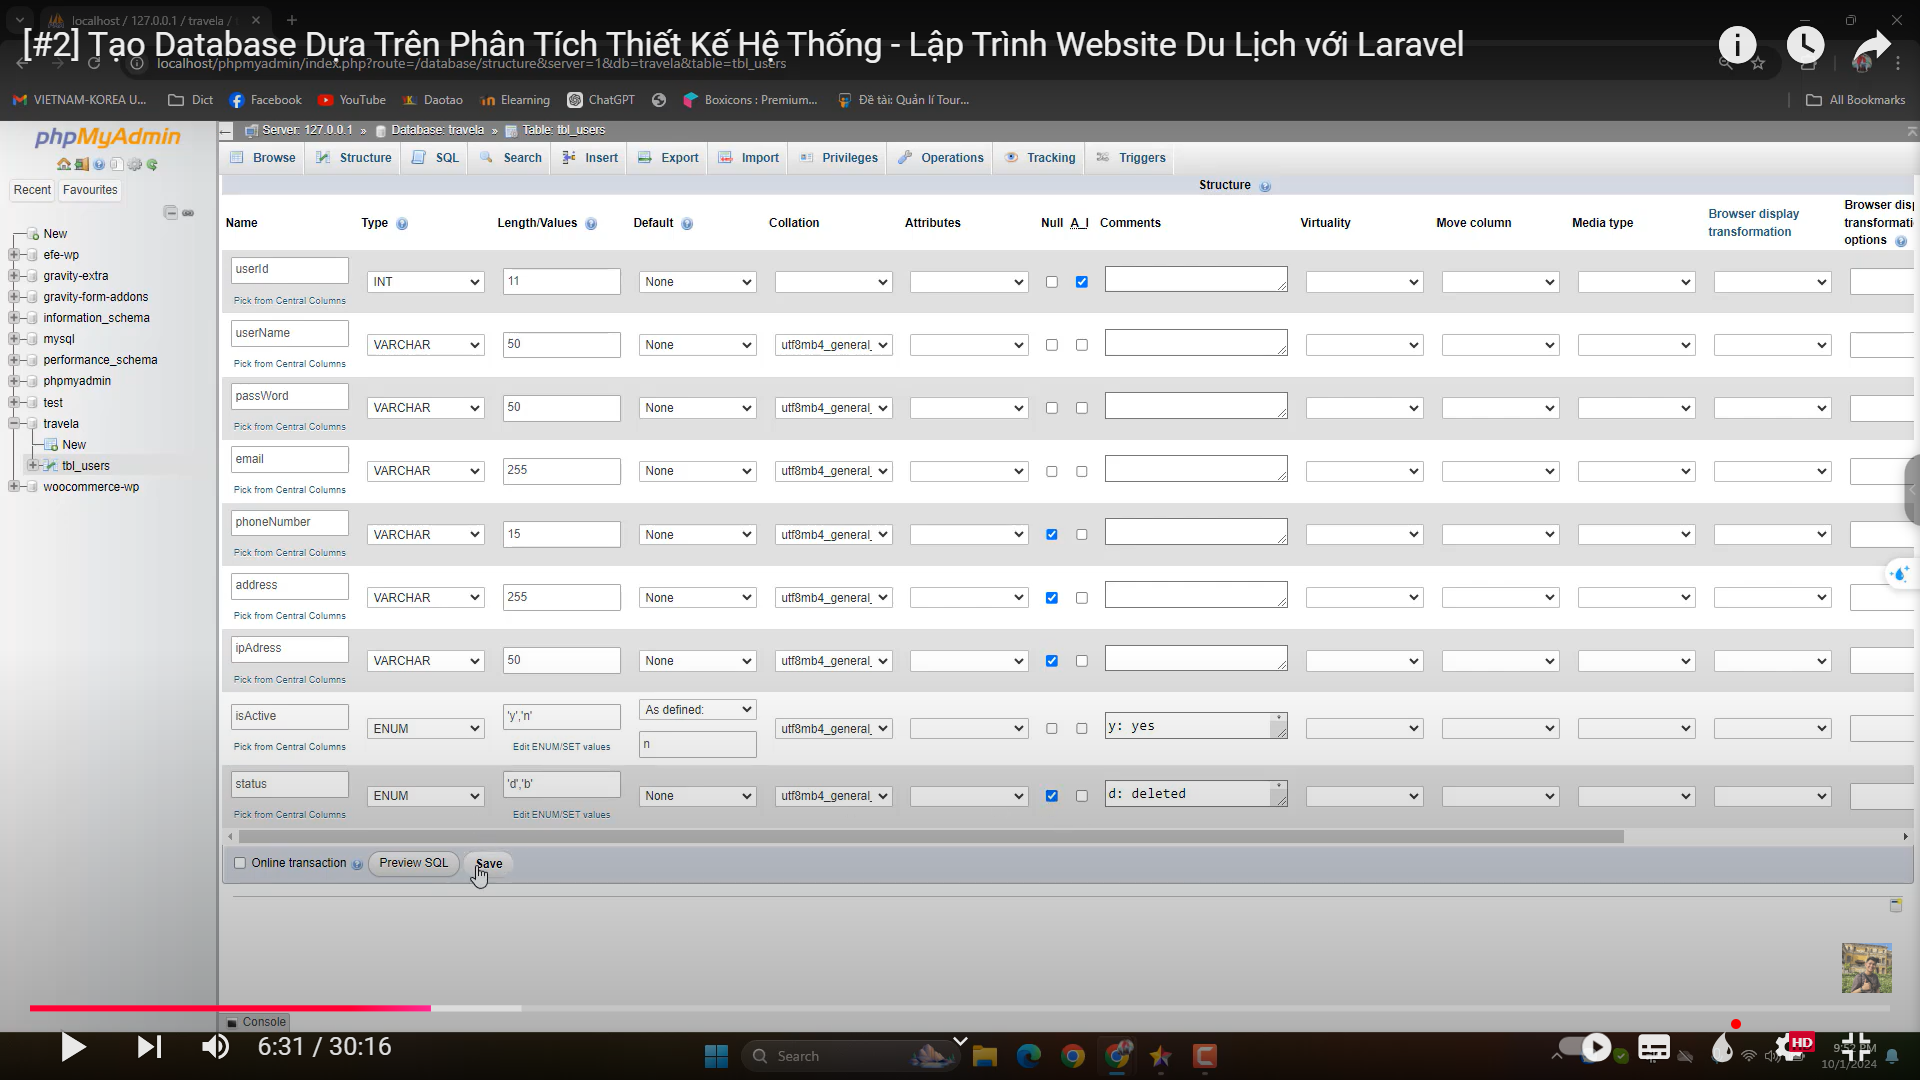 localhost / 127.0.0.1 / travela /
[#2] Tạo Database Dựa Trên Phân Tích Thiết Kế Hệ Thống - Lập Trình Website Du Lịch với Laravel
localhost/phpmyadmin/index.php?route=/database/structure&server=1&db=travela&table=tbl_users
VIETNAM-KOREA U... Dict Facebook YouTube Daotao Elearning ChatGPT Boxicons : Premium... Đề tài: Quản lí Tour... All Bookmarks
phpMyAdmin
Server: 127.0.0.1 » Database: travela » Table: tbl_users
Browse Structure SQL Search Insert Export Import Privileges Operations Tracking Triggers
Recent Favourites
New
efe-wp
gravity-extra
gravity-form-addons
information_schema
mysql
performance_schema
phpmyadmin
test
travela
New
tbl_users
woocommerce-wp
Structure
Name Type Length/Values Default Collation Attributes Null A_I Comments Virtuality Move column Media type Browser display transformation Browser disp transformati options
userId INT 11 None
Pick from Central Columns
userName VARCHAR 50 None utf8mb4_general_
Pick from Central Columns
passWord VARCHAR 50 None utf8mb4_general_
Pick from Central Columns
email VARCHAR 255 None utf8mb4_general_
Pick from Central Columns
phoneNumber VARCHAR 15 None utf8mb4_general_
Pick from Central Columns
address VARCHAR 255 None utf8mb4_general_
Pick from Central Columns
ipAdress VARCHAR 50 None utf8mb4_general_
Pick from Central Columns
isActive ENUM 'y','n' As defined: utf8mb4_general_ y: yes
Pick from Central Columns Edit ENUM/SET values n
status ENUM 'd','b' None utf8mb4_general_ d: deleted
Pick from Central Columns Edit ENUM/SET values
Online transaction Preview SQL Save
Console
6:31 / 30:16
Search
HD
9:52 PM
10/1/2024